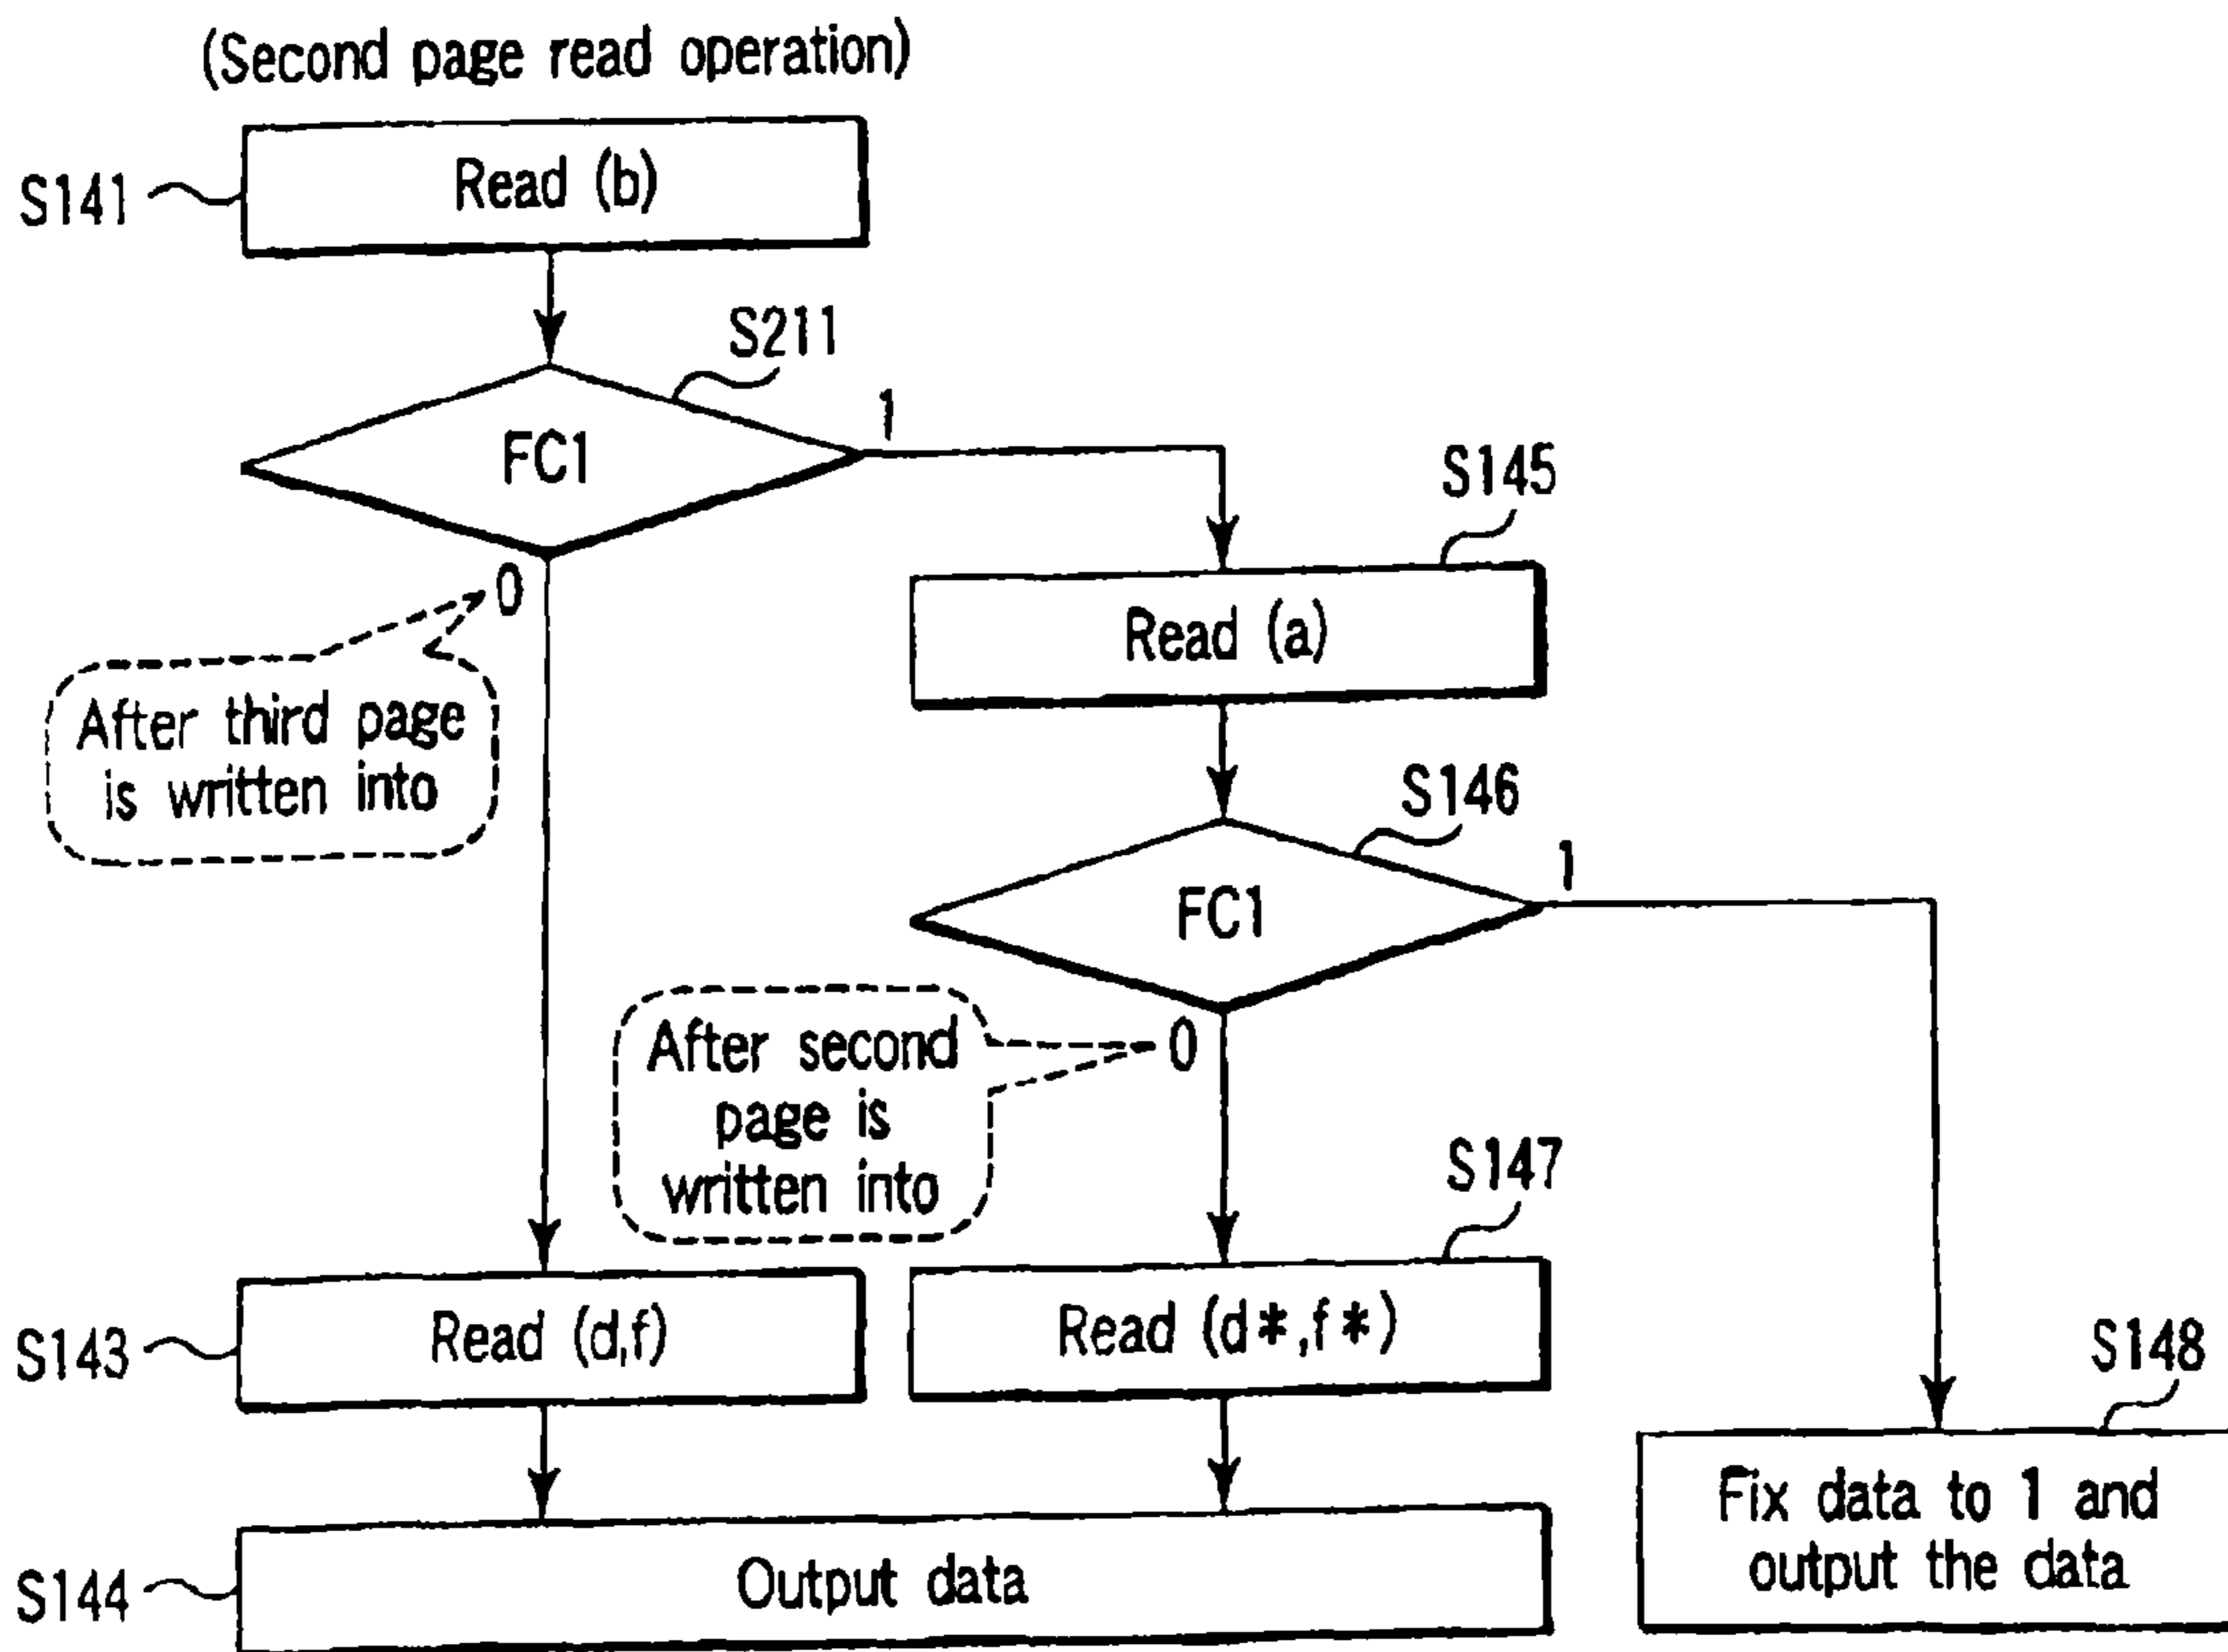 (Second page read operation)
S141
Read (b)
S211
FC1
1
0
After third page
is written into
S145
Read (a)
S146
FC1
1
0
After second
page is
written into
S143
Read (d,f)
S147
Read (d*,f*)
S148
Fix data to 1 and
output the data
S144
Output data